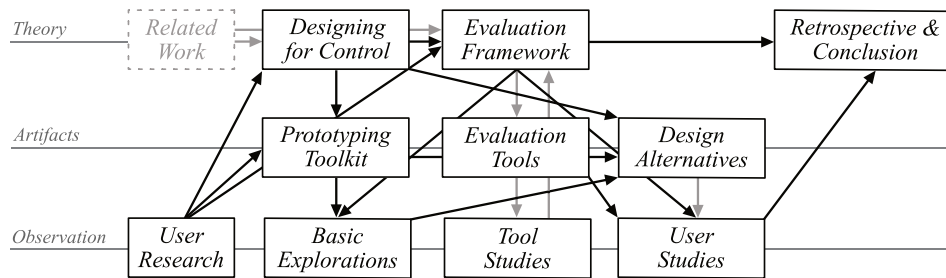 Theory
Related
Work
Designing
for Control
Evaluation
Framework
Retrospective &
Conclusion
Artifacts
Prototyping
Toolkit
Evaluation
Tools
Design
Alternatives
Observation
User
Research
Basic
Explorations
Tool
Studies
User
Studies